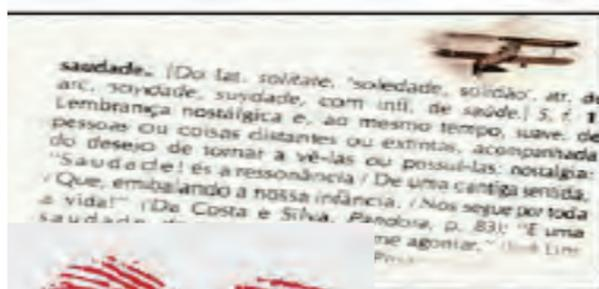 saudade. [Do lat. solitate, 'soledade, solidão', atr.
arc. soydade, suydade, com infl. de saúde.] S. f. 1
Lembrança nostálgica e, ao mesmo tempo, suave, de
pessoas ou coisas distantes ou extintas, acompanhada
do desejo de tornar a vê-las ou possuí-las; nostalgia:
"Saudade! és a ressonância / De uma cantiga sentida,
/ Que, embalando a nossa infância, / Nos segue por toda
a vida!" (Da Costa e Silva, Pandora, p. 83); "E uma
saudade
me agoniar."